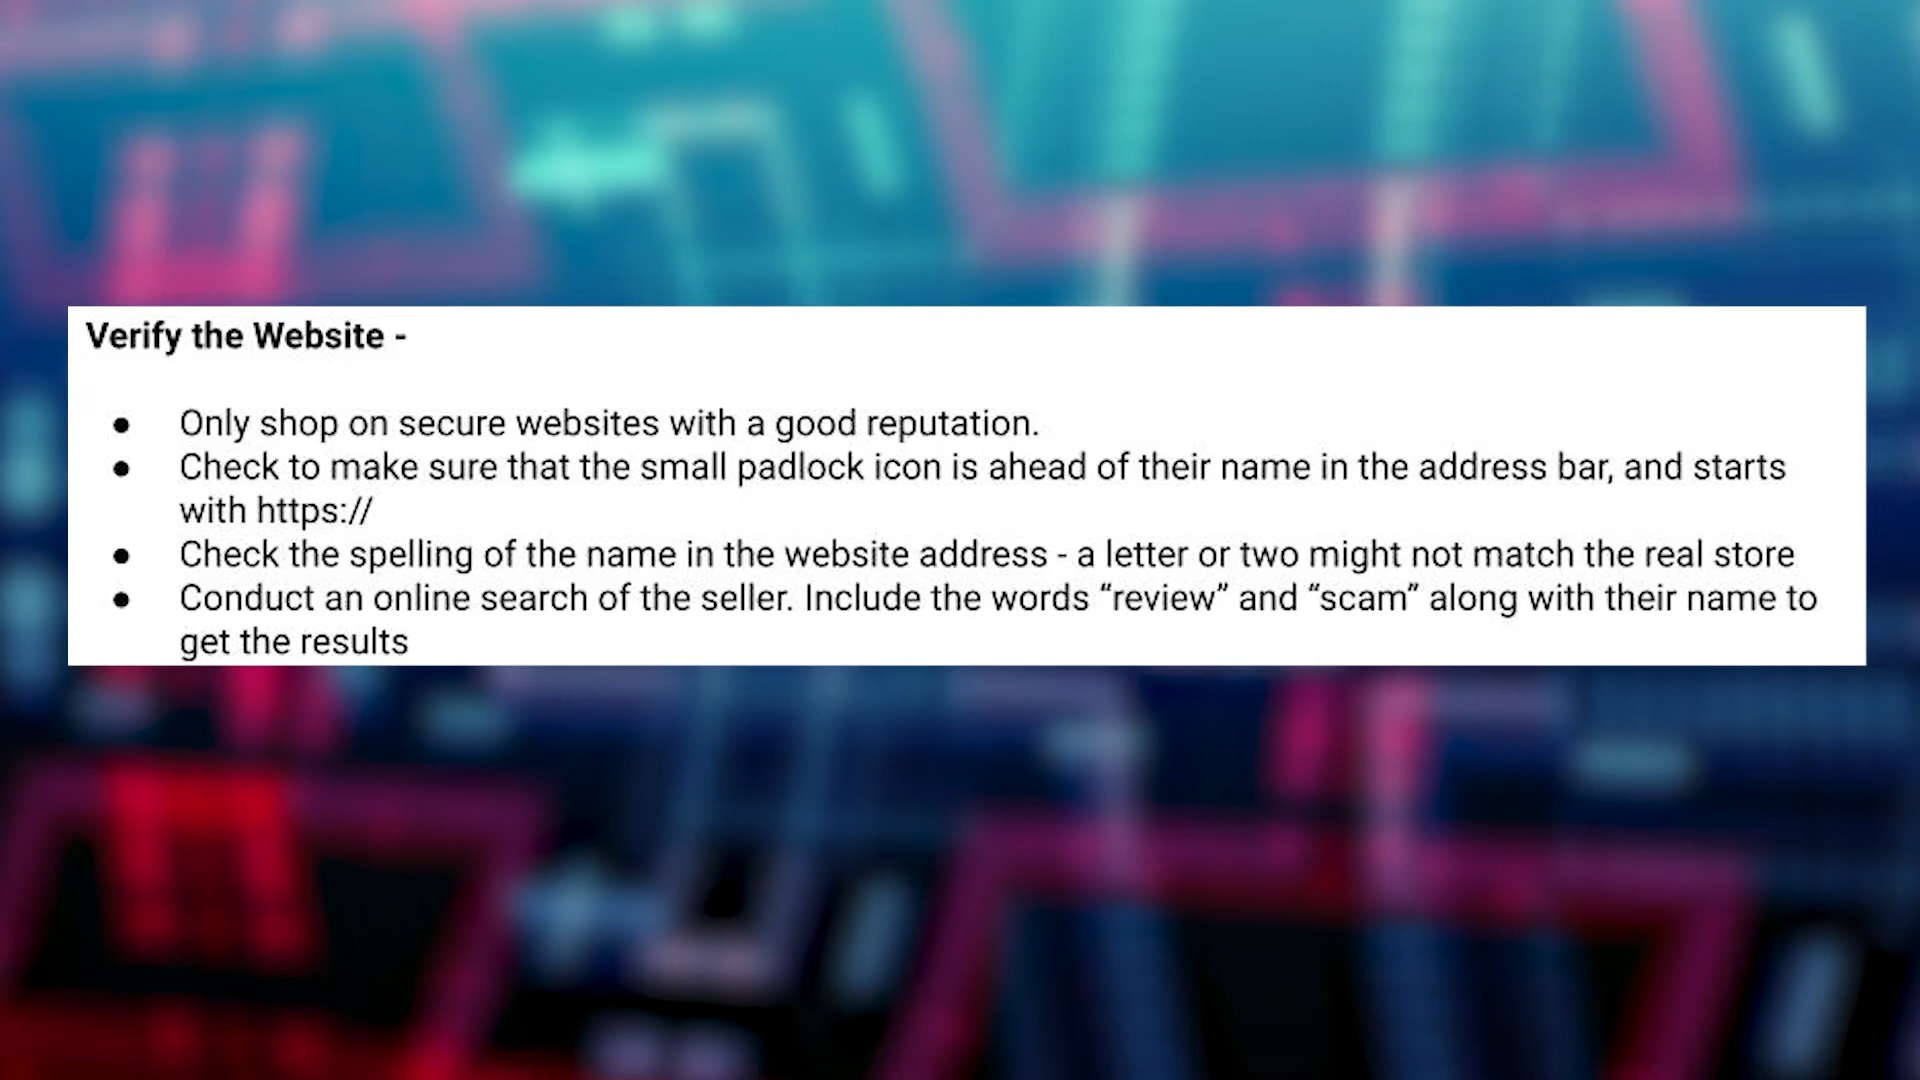 Verify the Website -
● Only shop on secure websites with a good reputation.
● Check to make sure that the small padlock icon is ahead of their name in the address bar, and starts
with https://
● Check the spelling of the name in the website address - a letter or two might not match the real store
● Conduct an online search of the seller. Include the words “review” and “scam” along with their name to
get the results